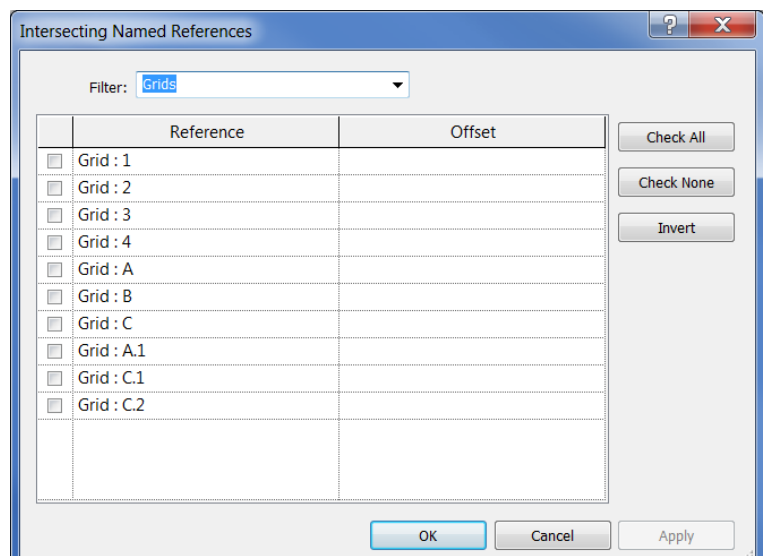 Intersecting Named References
Filter: Grids
Reference Offset
Check All
Grid : 1
Grid : 2
Check None
Grid : 3
Invert
Grid : 4
Grid : A
Grid : B
Grid : C
Grid : A.1
Grid : C.1
Grid : C.2
OK Cancel Apply